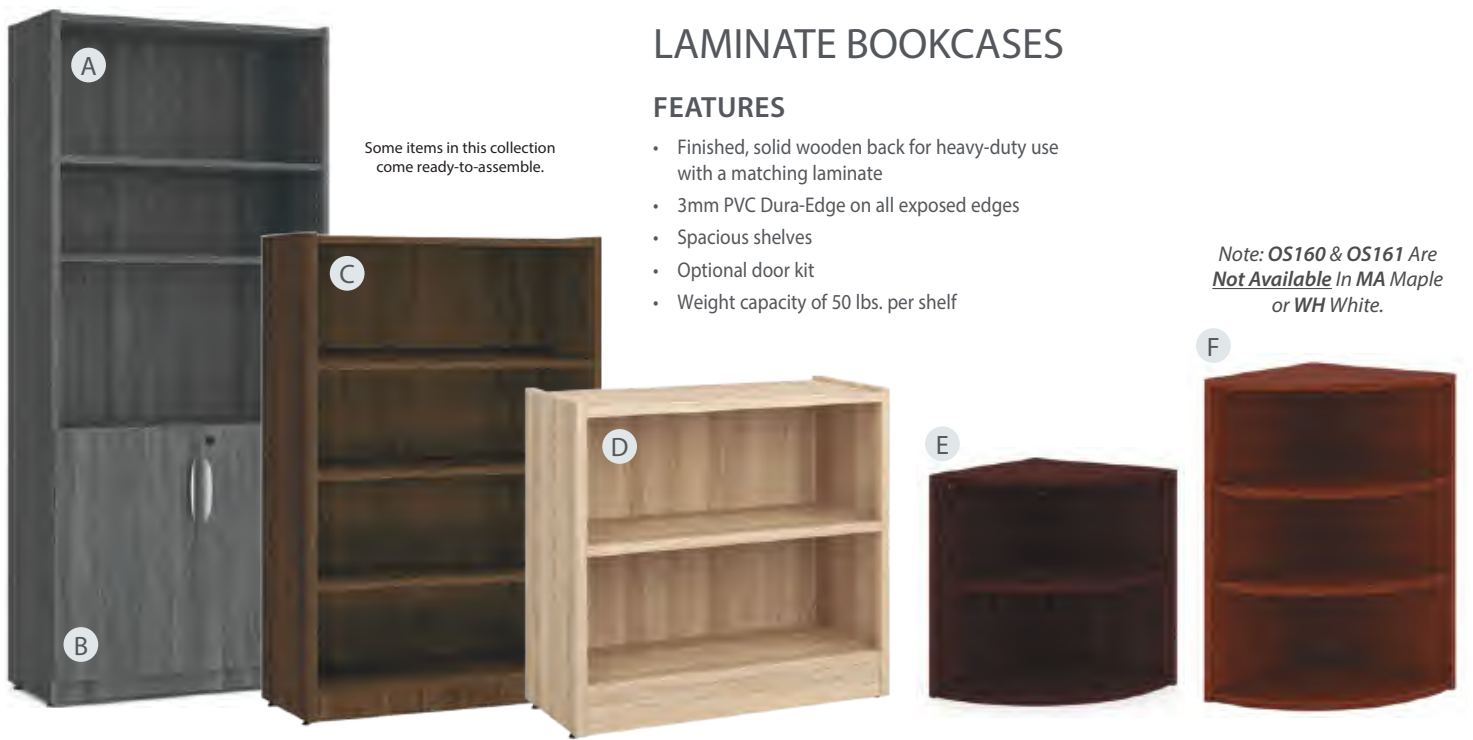 LAMINATE BOOKCASES
FEATURES
• Finished, solid wooden back for heavy-duty use
with a matching laminate
• 3mm PVC Dura-Edge on all exposed edges
• Spacious shelves
• Optional door kit
• Weight capacity of 50 lbs. per shelf
Some items in this collection
come ready-to-assemble.
Note: OS160 & OS161 Are
Not Available In MA Maple
or WH White.
A
B
C
D
E
F